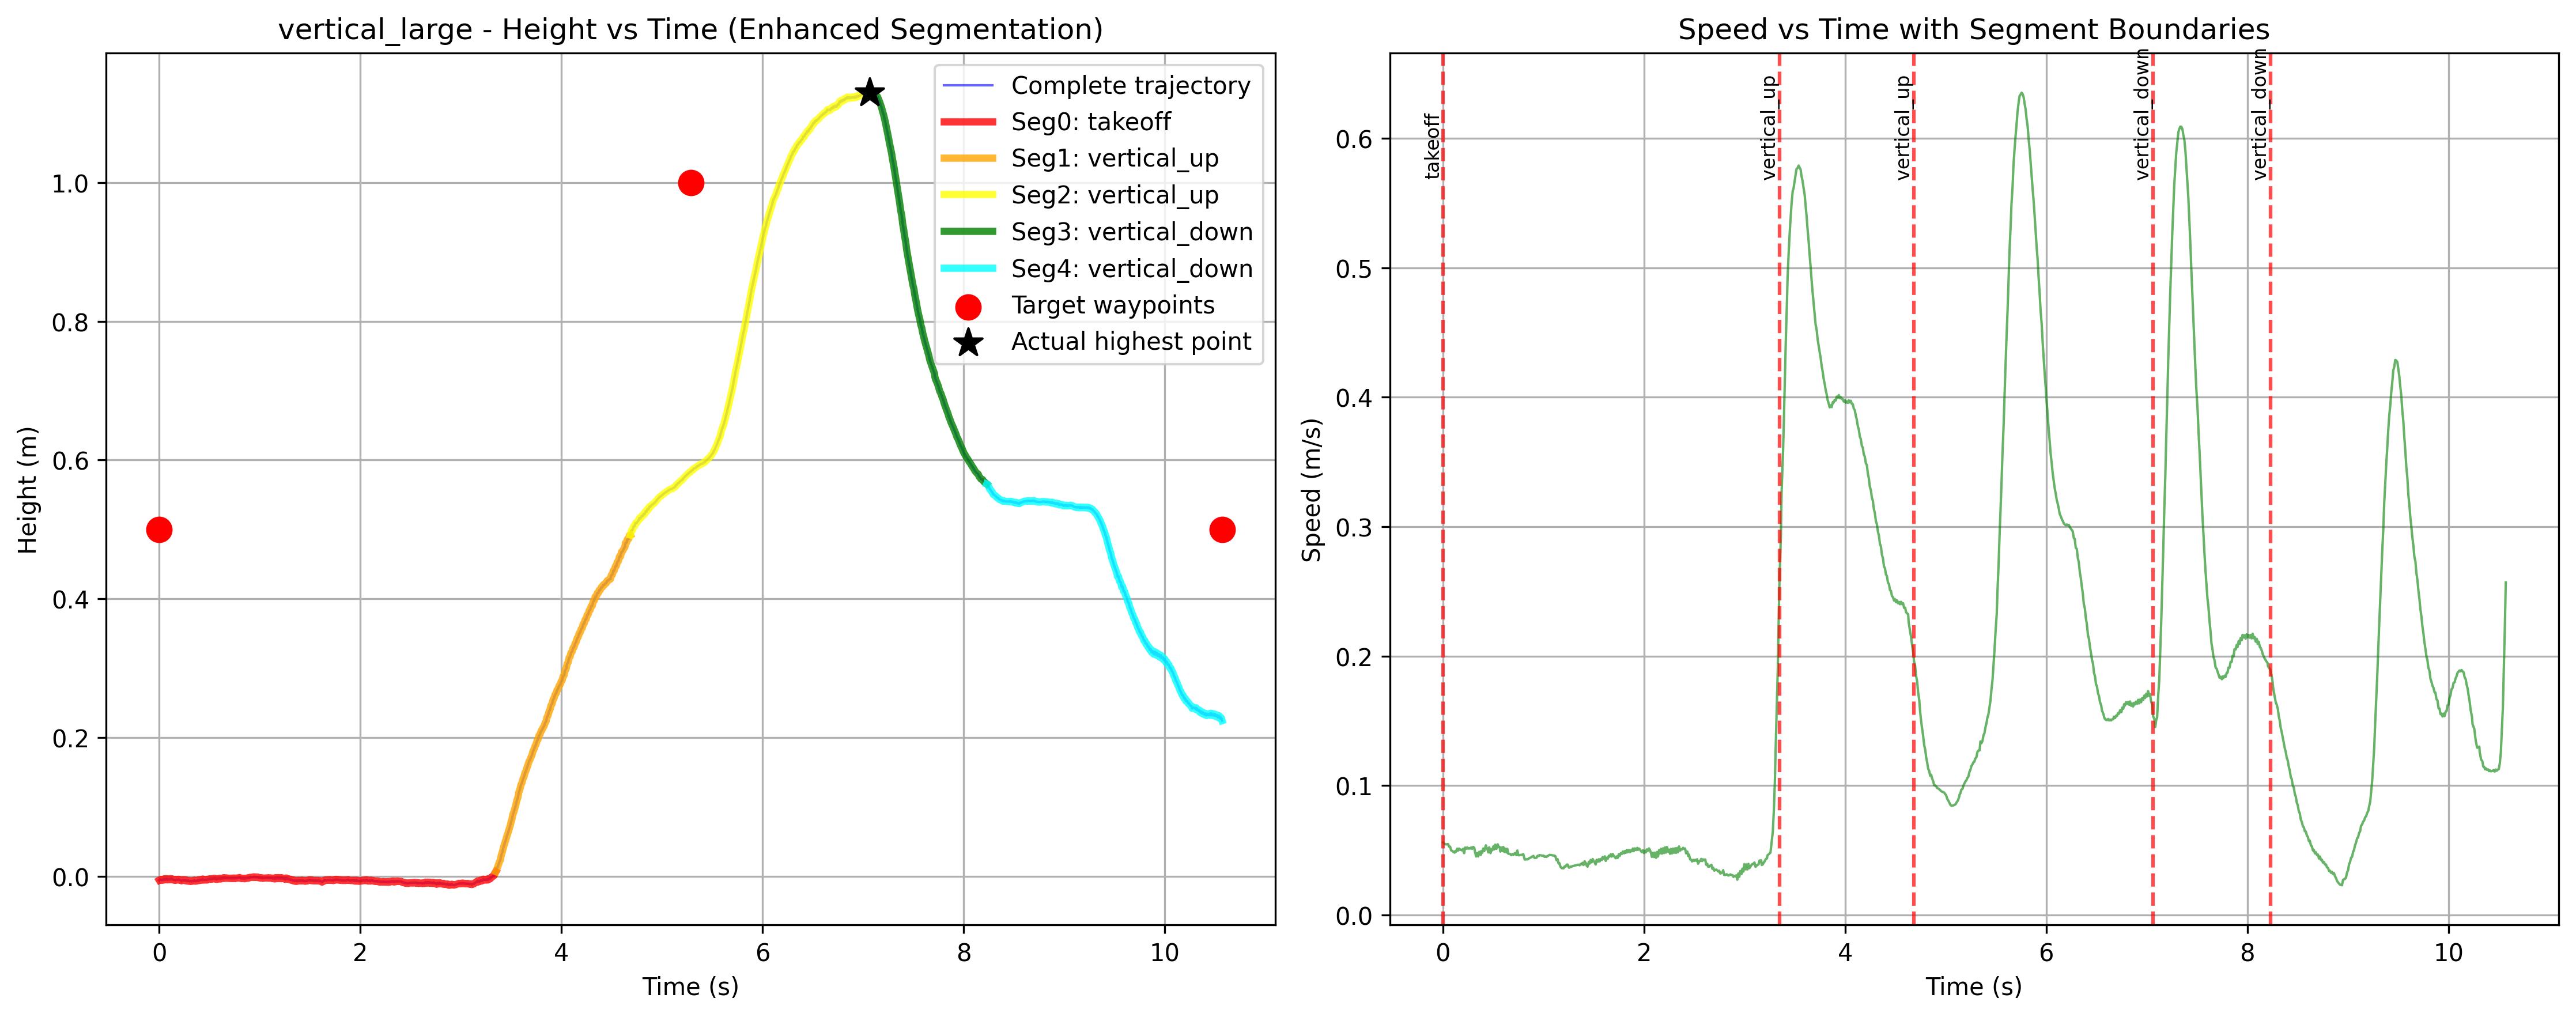 vertical_large - Height vs Time (Enhanced Segmentation)
Height (m)
1.0
0.8
0.6
0.4
0.2
0.0
0 2 4 6 8 10
Time (s)
Complete trajectory
Seg0: takeoff
Seg1: vertical_up
Seg2: vertical_up
Seg3: vertical_down
Seg4: vertical_down
Target waypoints
Actual highest point
Speed vs Time with Segment Boundaries
Speed (m/s)
0.6
0.5
0.4
0.3
0.2
0.1
0.0
takeoff
vertical_up
vertical_up
vertical_down
vertical_down
0 2 4 6 8 10
Time (s)